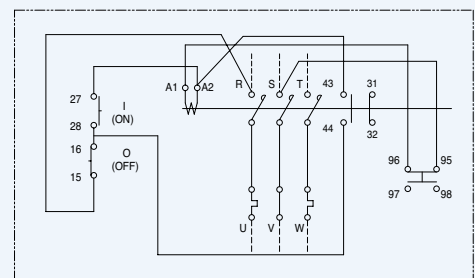 A1 A2 R S T 43 31
27 I
(ON)
28 44 32
16 O
(OFF)
15
96 95
97 98
U V W